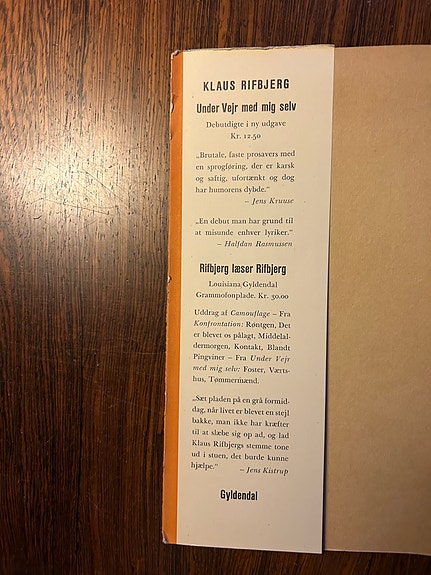 KLAUS RIFBJERG
Under Vejr med mig selv
Debutdigte i ny udgave
Kr. 12.50
„Brutale, faste prosavers med
en sprogføring, der er karsk
og saftig, ufortænkt og dog
har humorens dybde.“
– Jens Kruuse
„En debut man har grund til
at misunde enhver lyriker.“
– Halfdan Rasmussen
Rifbjerg læser Rifbjerg
Louisiana/Gyldendal
Grammofonplade. Kr. 30.00
Uddrag af Camouflage – Fra
Konfrontation: Røntgen, Det
er blevet os pålagt, Middelal-
dermorgen, Kontakt, Blandt
Pingviner – Fra Under Vejr
med mig selv: Foster, Værts-
hus, Tømmermænd.
„Sæt pladen på en grå formid-
dag, når livet er blevet en stejl
bakke, man ikke har kræfter
til at slæbe sig op ad, og lad
Klaus Rifbjergs stemme tone
ud i stuen, det burde kunne
hjælpe.“ – Jens Kistrup
Gyldendal